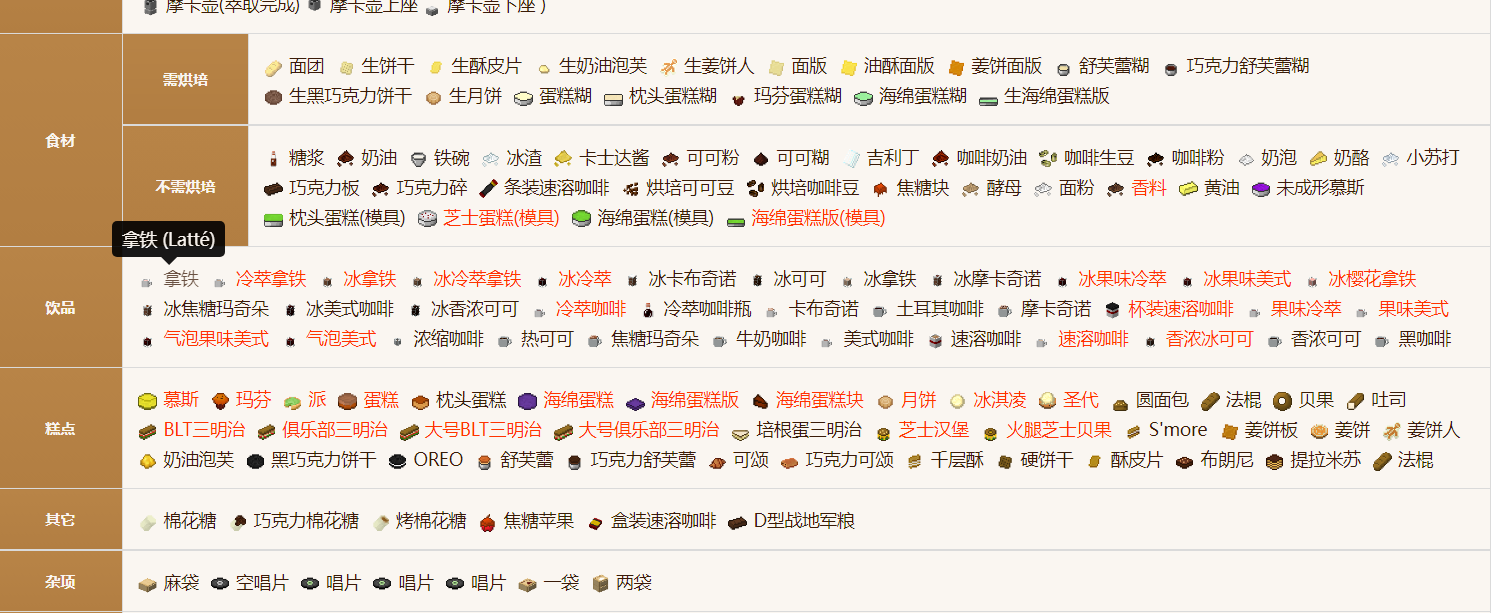 摩卡壶(萃取完成) 摩卡壶上座 摩卡壶下座 )
食材
需烘培
面团 生饼干 生酥皮片 生奶油泡芙 生姜饼人 面版 油酥面版 姜饼面版 舒芙蕾糊 巧克力舒芙蕾糊
生黑巧克力饼干 生月饼 蛋糕糊 枕头蛋糕糊 玛芬蛋糕糊 海绵蛋糕糊 生海绵蛋糕版
不需烘培
糖浆 奶油 铁碗 冰渣 卡士达酱 可可粉 可可糊 吉利丁 咖啡奶油 咖啡生豆 咖啡粉 奶泡 奶酪 小苏打
巧克力板 巧克力碎 条装速溶咖啡 烘培可可豆 烘培咖啡豆 焦糖块 酵母 面粉 香料 黄油 未成形慕斯
枕头蛋糕(模具) 芝士蛋糕(模具) 海绵蛋糕(模具) 海绵蛋糕版(模具)
拿铁 (Latté)
饮品
拿铁 冷萃拿铁 冰拿铁 冰冷萃拿铁 冰冷萃 冰卡布奇诺 冰可可 冰拿铁 冰摩卡奇诺 冰果味冷萃 冰果味美式 冰樱花拿铁
冰焦糖玛奇朵 冰美式咖啡 冰香浓可可 冷萃咖啡 冷萃咖啡瓶 卡布奇诺 土耳其咖啡 摩卡奇诺 杯装速溶咖啡 果味冷萃 果味美式
气泡果味美式 气泡美式 浓缩咖啡 热可可 焦糖玛奇朵 牛奶咖啡 美式咖啡 速溶咖啡 速溶咖啡 香浓冰可可 香浓可可 黑咖啡
糕点
慕斯 玛芬 派 蛋糕 枕头蛋糕 海绵蛋糕 海绵蛋糕版 海绵蛋糕块 月饼 冰淇凌 圣代 圆面包 法棍 贝果 吐司
BLT三明治 俱乐部三明治 大号BLT三明治 大号俱乐部三明治 培根蛋三明治 芝士汉堡 火腿芝士贝果 S'more 姜饼板 姜饼 姜饼人
奶油泡芙 黑巧克力饼干 OREO 舒芙蕾 巧克力舒芙蕾 可颂 巧克力可颂 千层酥 硬饼干 酥皮片 布朗尼 提拉米苏 法棍
其它
棉花糖 巧克力棉花糖 烤棉花糖 焦糖苹果 盒装速溶咖啡 D型战地军粮
杂项
麻袋 空唱片 唱片 唱片 唱片 一袋 两袋